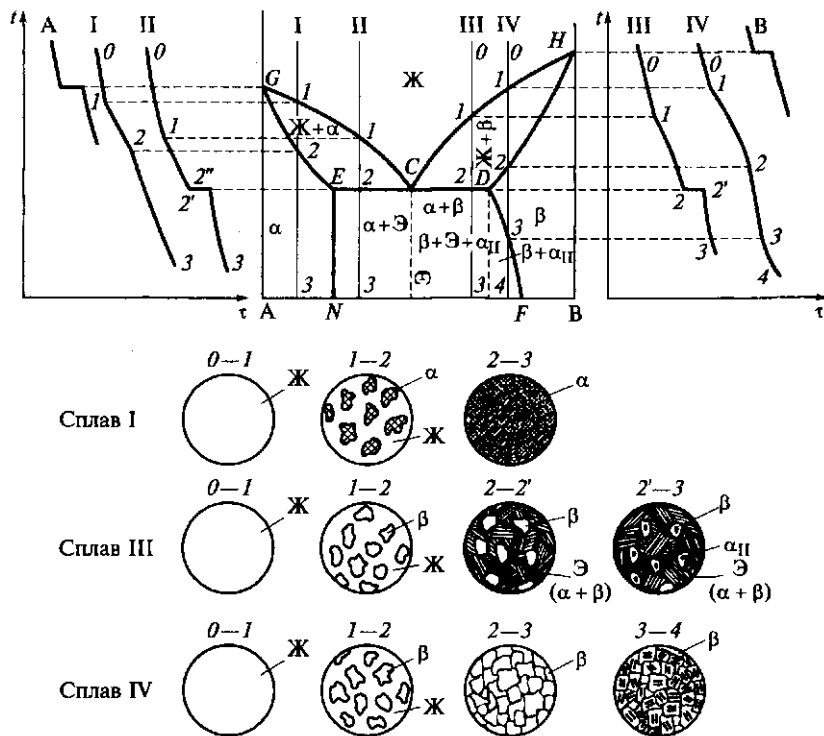 t A I II I II III IV H t III IV B
0 0 0 0 0 0
Ж
G 1 1
1 1 1
Ж+α Ж+β
1 1
2 2 2 2
2" E 2 C 2 D
2' α+β 2 2'
α α+Э β
β+Э+αII 3 3
β+αII
3 3 3 3 3 4 3 4
τ A N (Э) F B τ
0—1 1—2 2—3
Ж α α
Сплав I
Ж
0—1 1—2 2—2' 2'—3
Ж β β β
Сплав III αII
Ж Э Э
(α + β) (α + β)
0—1 1—2 2—3 3—4
Ж β β β
Сплав IV
Ж